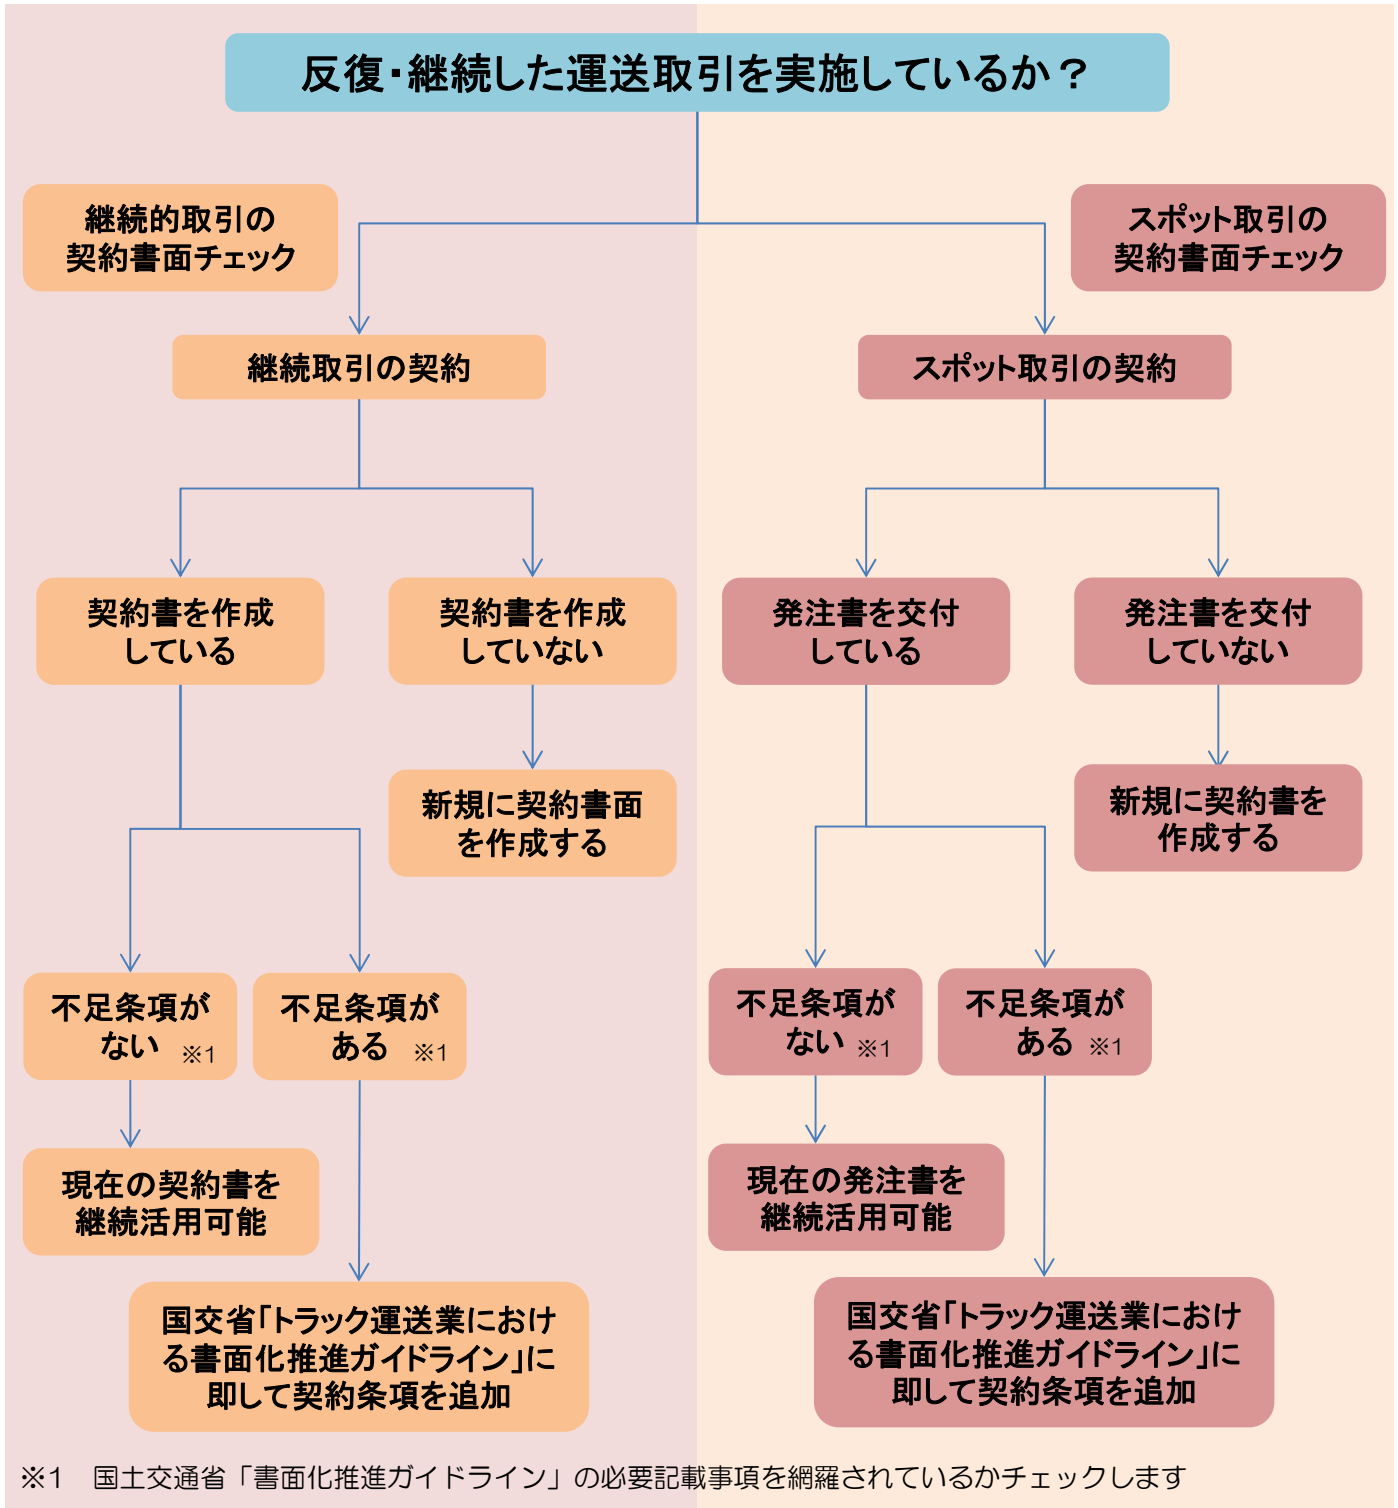 反復・継続した運送取引を実施しているか？
継続的取引の
契約書面チェック
スポット取引の
契約書面チェック
継続取引の契約
スポット取引の契約
契約書を作成
している
契約書を作成
していない
発注書を交付
している
発注書を交付
していない
新規に契約書面
を作成する
新規に契約書を
作成する
不足条項が
ない ※1
不足条項が
ある ※1
不足条項が
ない ※1
不足条項が
ある ※1
現在の契約書を
継続活用可能
現在の発注書を
継続活用可能
国交省「トラック運送業におけ
る書面化推進ガイドライン」に
即して契約条項を追加
国交省「トラック運送業におけ
る書面化推進ガイドライン」に
即して契約条項を追加
※1　国土交通省「書面化推進ガイドライン」の必要記載事項を網羅されているかチェックします